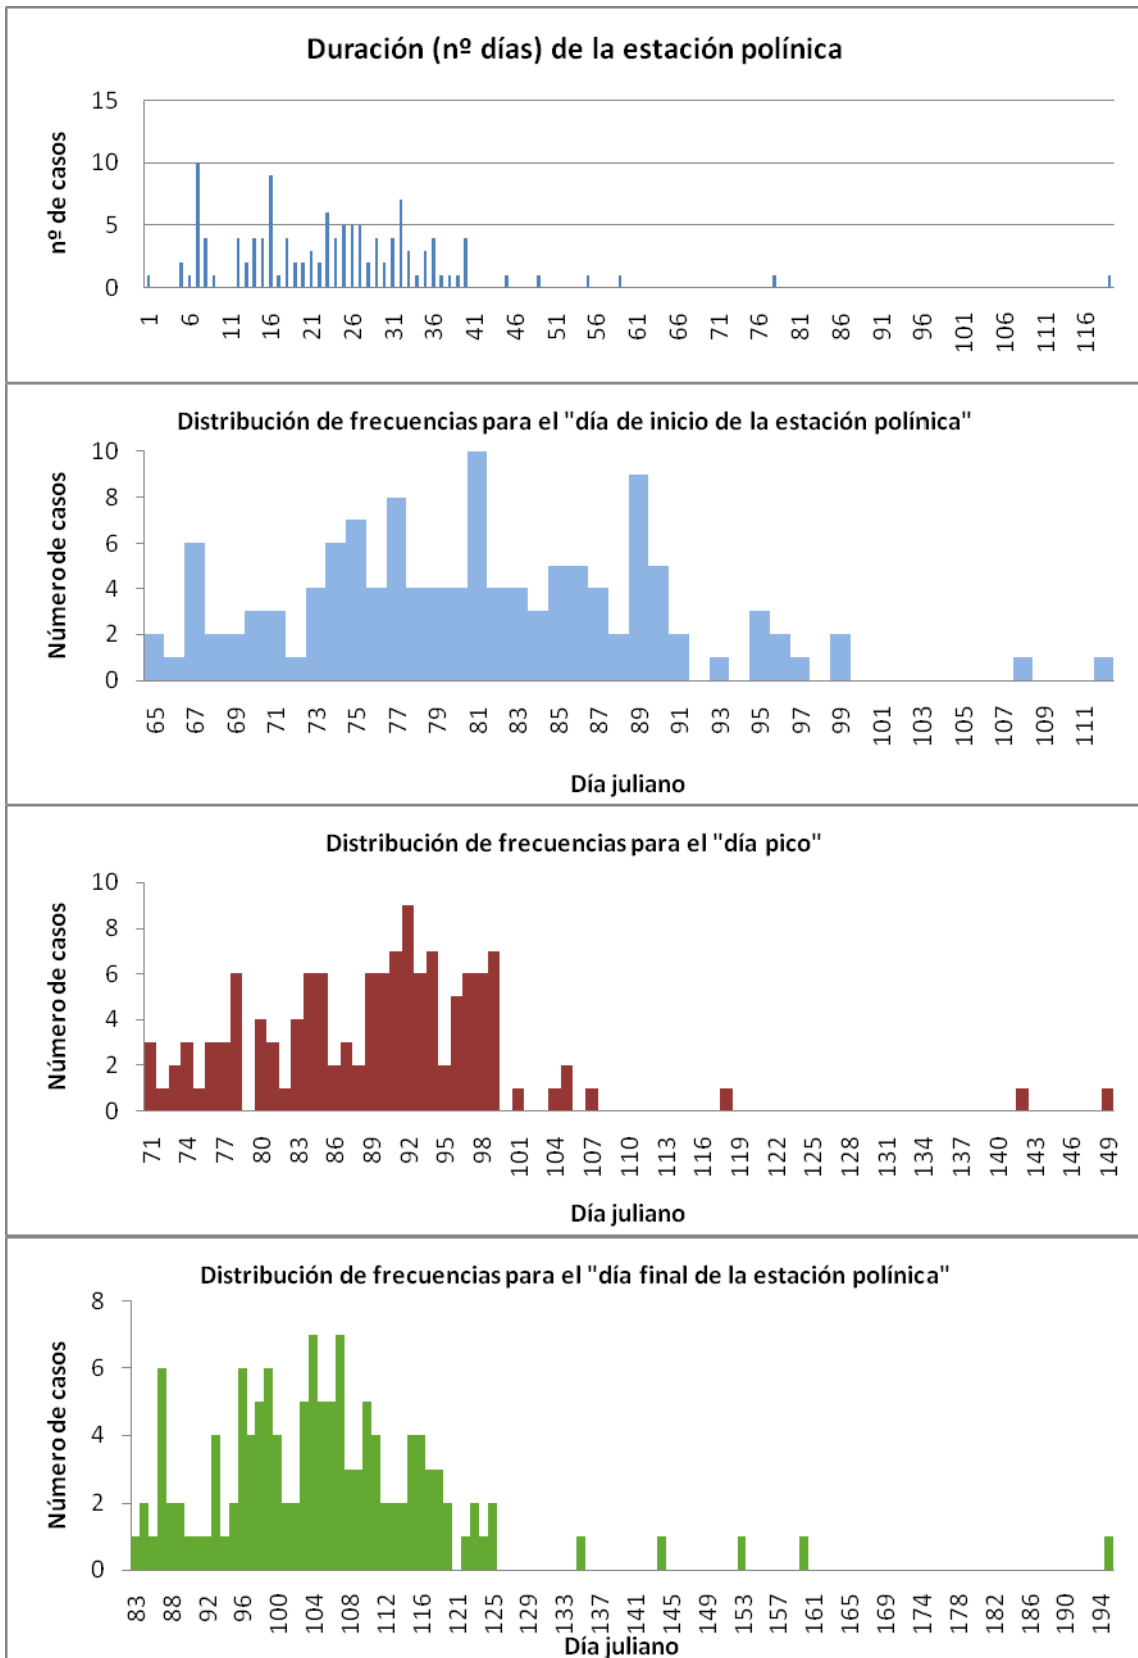 Duración (nº días) de la estación polínica
nº de casos
15
10
5
0
1 6 11 16 21 26 31 36 41 46 51 56 61 66 71 76 81 86 91 96 101 106 111 116
Distribución de frecuencias para el "día de inicio de la estación polínica"
Número de casos
10
8
6
4
2
0
65 67 69 71 73 75 77 79 81 83 85 87 89 91 93 95 97 99 101 103 105 107 109 111
Día juliano
Distribución de frecuencias para el "día pico"
Número de casos
10
8
6
4
2
0
71 74 77 80 83 86 89 92 95 98 101 104 107 110 113 116 119 122 125 128 131 134 137 140 143 146 149
Día juliano
Distribución de frecuencias para el "día final de la estación polínica"
Número de casos
8
6
4
2
0
83 88 92 96 100 104 108 112 116 121 125 129 133 137 141 145 149 153 161 165 169 174 178 182 186 190 194
Día juliano